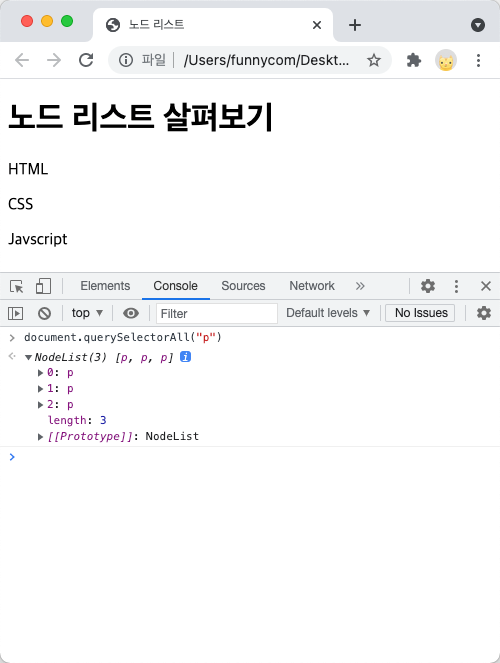 노드 리스트
파일 /Users/funnycom/Deskt...
노드 리스트 살펴보기
HTML
CSS
Javscript
Elements Console Sources Network
top Filter Default levels No Issues
document.querySelectorAll("p")
NodeList(3) [p, p, p] i
0: p
1: p
2: p
length: 3
[[Prototype]]: NodeList